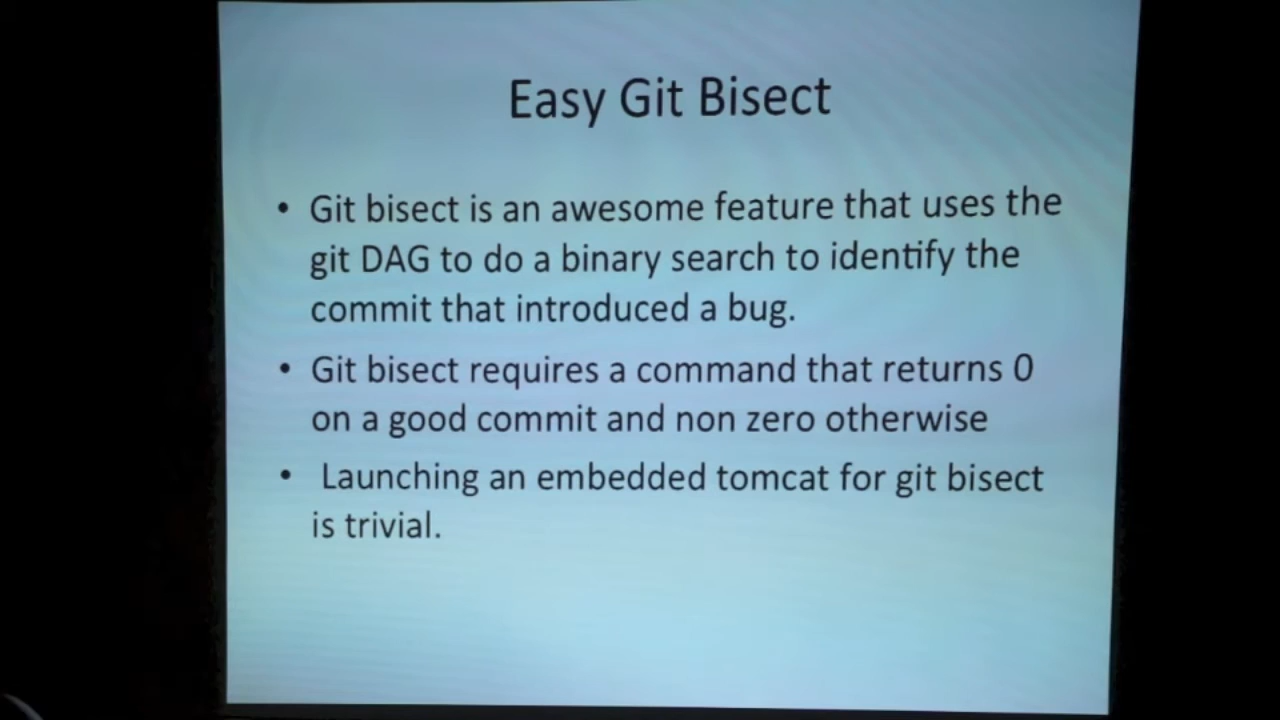 Easy Git Bisect
• Git bisect is an awesome feature that uses the
git DAG to do a binary search to identify the
commit that introduced a bug.
• Git bisect requires a command that returns 0
on a good commit and non zero otherwise
• Launching an embedded tomcat for git bisect
is trivial.